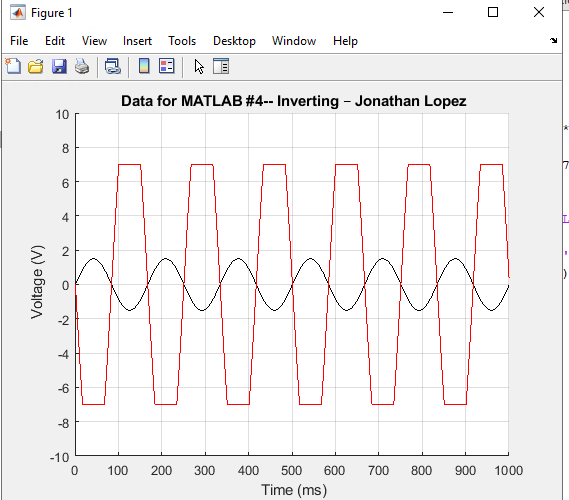 Figure 1
File Edit View Insert Tools Desktop Window Help
Data for MATLAB #4-- Inverting – Jonathan Lopez
10
8
6
4
2
0
-2
-4
-6
-8
-10
Voltage (V)
0 100 200 300 400 500 600 700 800 900 1000
Time (ms)
*
7
L
'
)